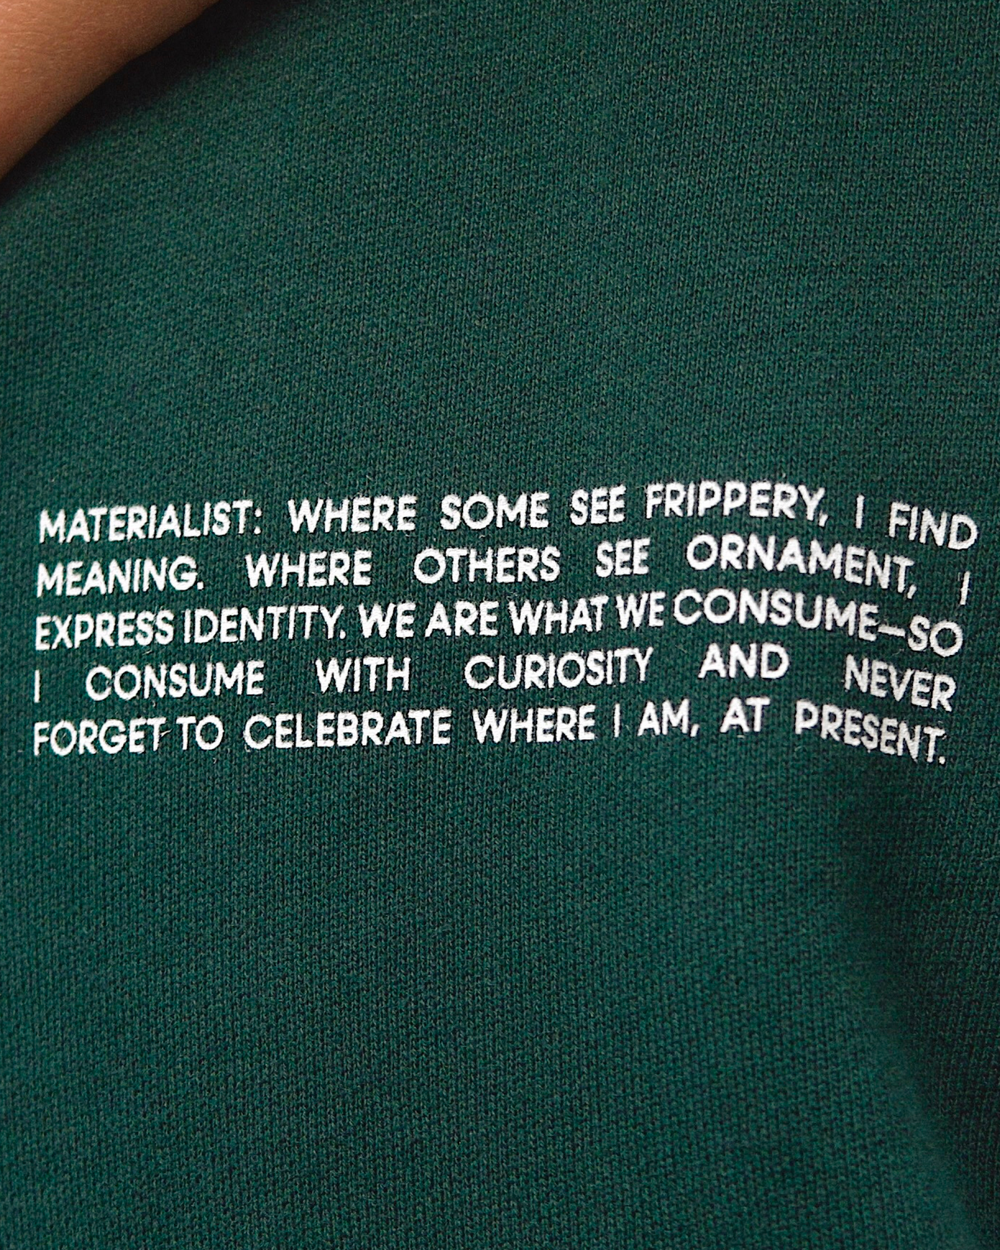 MATERIALIST: WHERE SOME SEE FRIPPERY, I FIND
MEANING. WHERE OTHERS SEE ORNAMENT, I
EXPRESS IDENTITY. WE ARE WHAT WE CONSUME—SO
I CONSUME WITH CURIOSITY AND NEVER
FORGET TO CELEBRATE WHERE I AM, AT PRESENT.